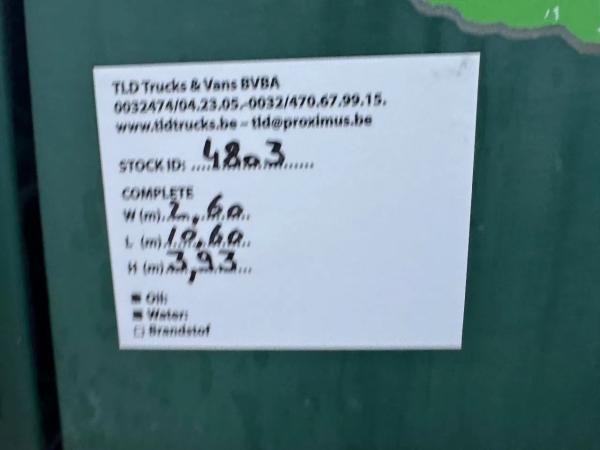 TLD Trucks & Vans BVBA
0032474/04.23.05.-0032/470.67.99.15.
www.tldtrucks.be – tld@proximus.be
STOCK ID: ....4803......
COMPLETE
W (m).2,60..
L (m).10,60..
H (m).3,93...
■ Oil:
■ Water:
□ Brandstof